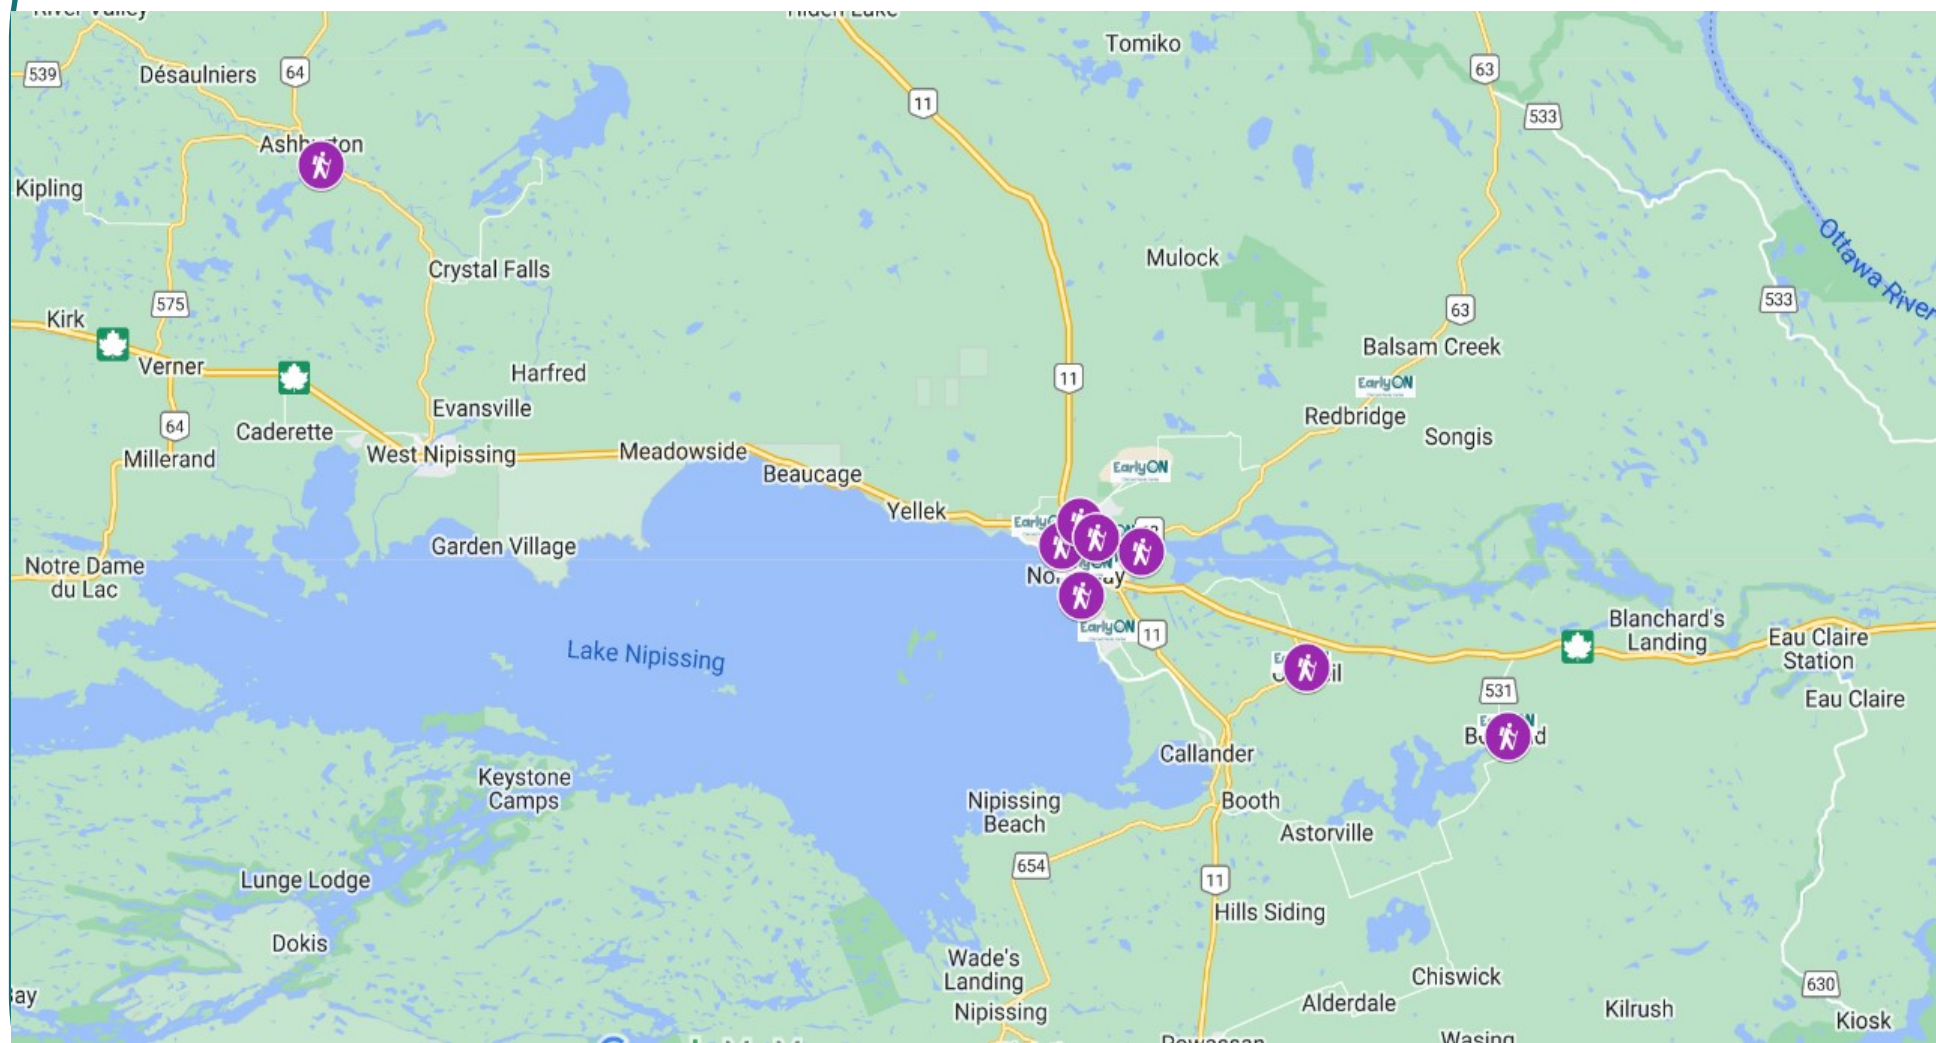 Tomiko
539
Désaulniers
64
63
11
533
Kipling
Crystal Falls
Mulock
Ottawa River
575
533
Kirk
63
Verner
Balsam Creek
Harfred
11
EarlyON
Evansville
Redbridge
64
Caderette
Songis
Millerand
West Nipissing
Meadowside
Beaucage
EarlyON
Yellek
Garden Village
Notre Dame
du Lac
Blanchard's
Landing
EarlyON
11
Eau Claire
Station
Lake Nipissing
531
Eau Claire
Callander
Keystone
Camps
Nipissing
Beach
Booth
Astorville
654
Lunge Lodge
11
Hills Siding
Dokis
Wade's
Landing
Chiswick
630
Alderdale
Nipissing
Kilrush
Kiosk